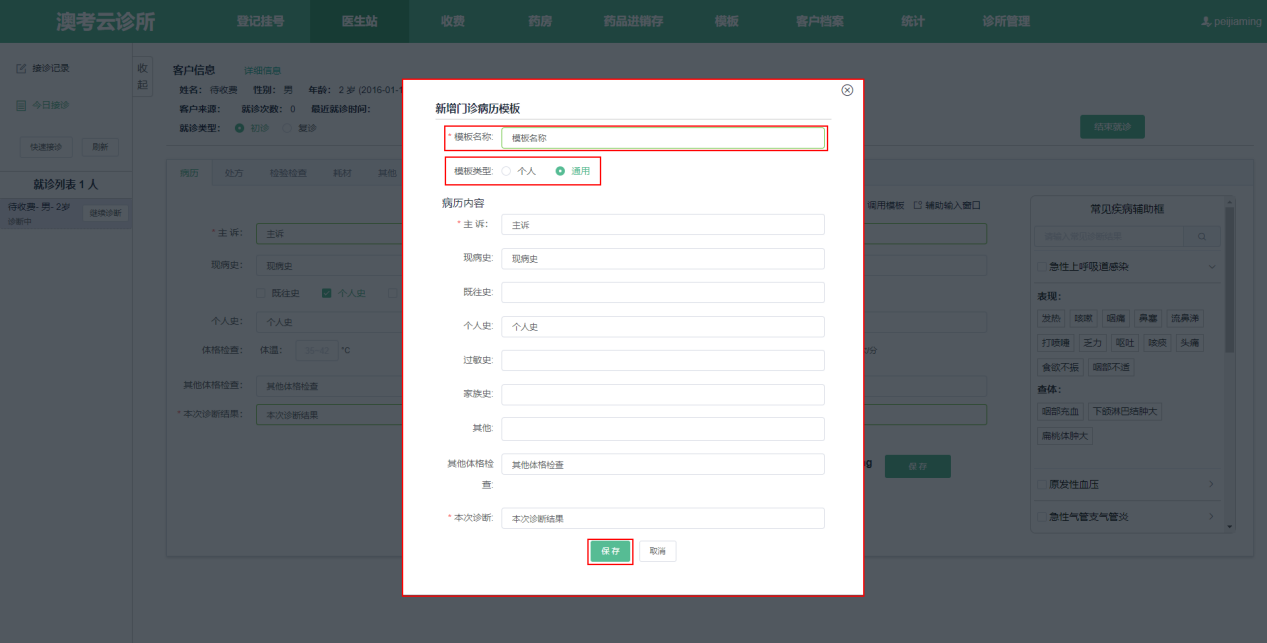 澳考云诊所 登记挂号 医生站 收费 药房 药品进销存 模板 客户档案 统计 诊所管理 peijiaming
接诊记录
今日接诊
快速接诊 刷新
就诊列表 1 人
待收费- 男- 2岁
诊断中
继续诊断
收
起
客户信息 详细信息
姓名: 待收费 性别: 男 年龄: 2 岁 (2016-01-1
客户来源: 就诊次数: 0 最近就诊时间:
就诊类型: 初诊 复诊
结束就诊
病历 处方 检验检查 耗材 其他
调用模板 辅助输入窗口
* 主 诉: 主诉
现病史: 现病史
既往史 个人史
个人史: 个人史
体格检查: 体温: ℃
其他体格检查: 其他体格检查
* 本次诊断结果: 本次诊断结果
保 存
新增门诊病历模板
* 模板名称: 模板名称
模板类型: 个人 通用
病历内容
* 主 诉: 主诉
现病史: 现病史
既往史:
个人史: 个人史
过敏史:
家族史:
其他:
其他体格检
查:
其他体格检查
* 本次诊断: 本次诊断结果
保 存 取消
常见疾病辅助框
急性上呼吸道感染
表现:
发热 咳嗽 咽痛 鼻塞 流鼻涕
打喷嚏 乏力 呕吐 咳痰 头痛
食欲不振 咽部不适
查体:
咽部充血 下颌淋巴结肿大
扁桃体肿大
原发性血压
急性气管支气管炎